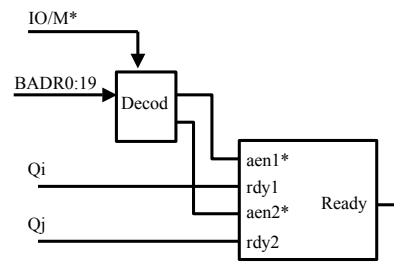 IO/M*
BADR0:19
Decod
aen1*
Qi
rdy1
aen2*
Ready
Qj
rdy2